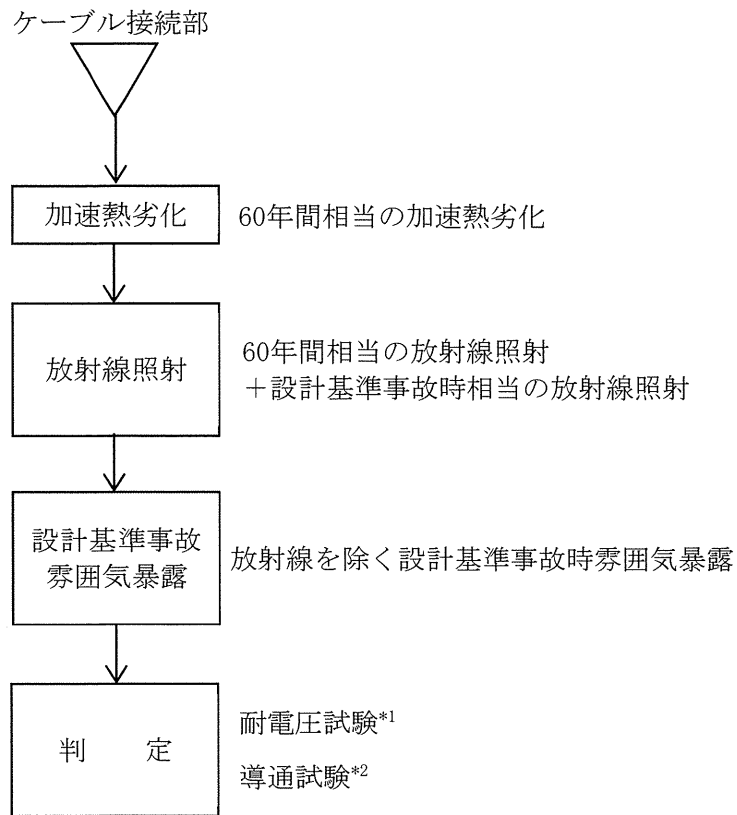 ケーブル接続部
加速熱劣化
60年間相当の加速熱劣化
放射線照射
60年間相当の放射線照射
＋設計基準事故時相当の放射線照射
設計基準事故
雰囲気暴露
放射線を除く設計基準事故時雰囲気暴露
判　　定
耐電圧試験*1
導通試験*2